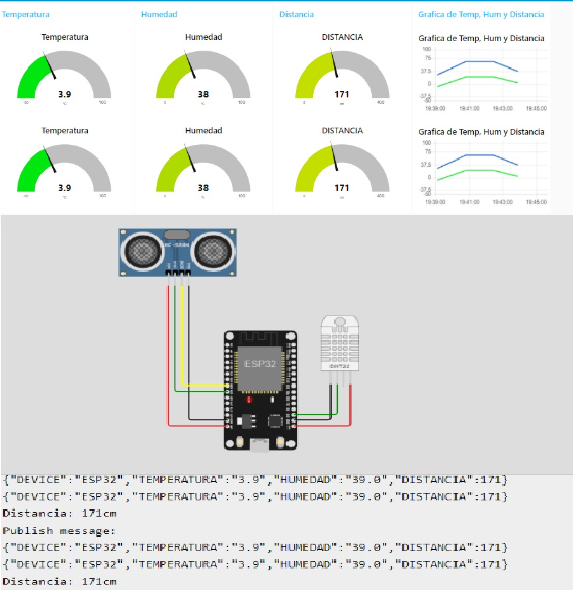 Temperatura
Humedad
Distancia
Grafica de Temp, Hum y Distancia
Temperatura
Humedad
DISTANCIA
Grafica de Temp, Hum y Distancia
100
75
37.5
0
-37.5
-50
3.9
38
171
0
100
0
400
19:39:00
19:41:00
19:43:00
19:45:00
Temperatura
Humedad
DISTANCIA
Grafica de Temp, Hum y Distancia
100
75
37.5
0
-37.5
-50
3.9
38
171
0
100
0
400
19:39:00
19:41:00
19:43:00
19:45:00
ESP32
DHT22
{"DEVICE":"ESP32","TEMPERATURA":"3.9","HUMEDAD":"39.0","DISTANCIA":171}
{"DEVICE":"ESP32","TEMPERATURA":"3.9","HUMEDAD":"39.0","DISTANCIA":171}
Distancia: 171cm
Publish message:
{"DEVICE":"ESP32","TEMPERATURA":"3.9","HUMEDAD":"39.0","DISTANCIA":171}
{"DEVICE":"ESP32","TEMPERATURA":"3.9","HUMEDAD":"39.0","DISTANCIA":171}
Distancia: 171cm